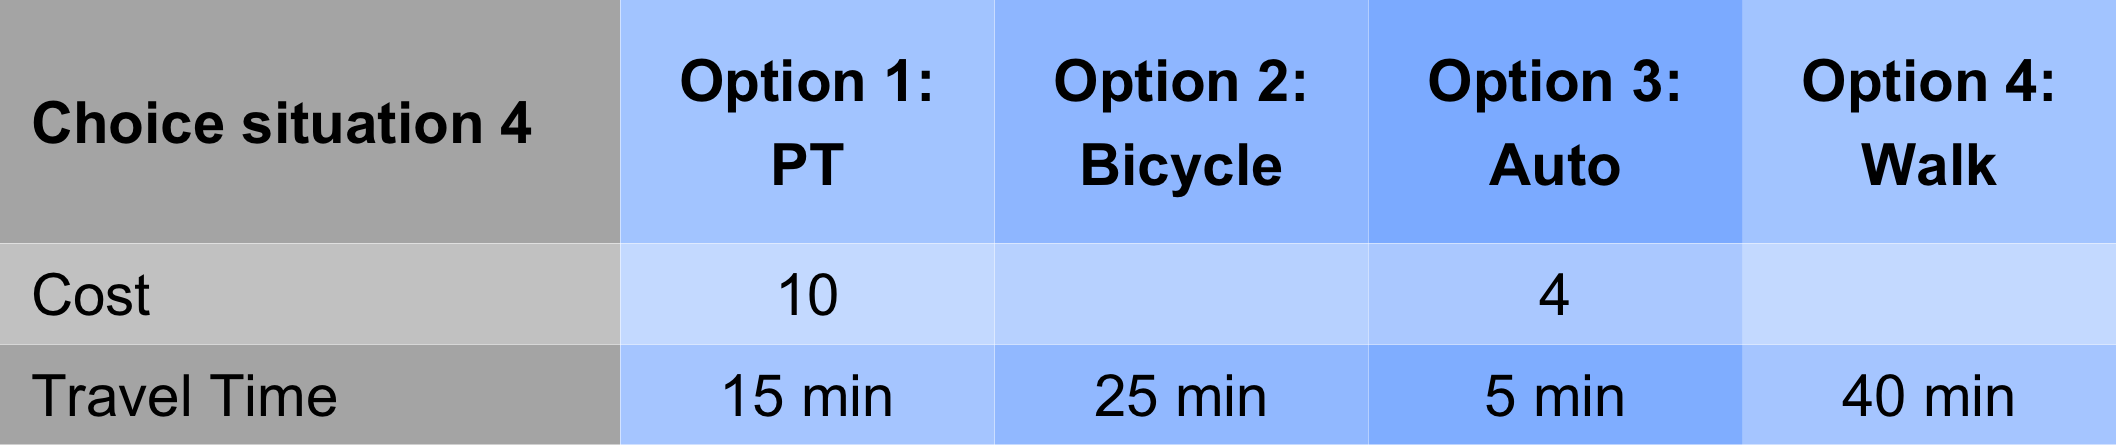 Choice situation 4
Option 1:
PT
Option 2:
Bicycle
Option 3:
Auto
Option 4:
Walk
Cost 10 4
Travel Time 15 min 25 min 5 min 40 min